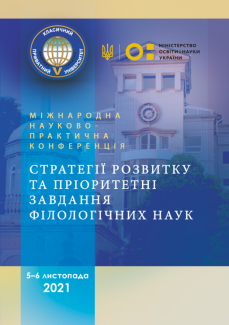 КЛАСИЧНИЙ
ПРИВАТНИЙ УНІВЕРСИТЕТ
МІНІСТЕРСТВО
ОСВІТИ І НАУКИ
УКРАЇНИ
МІЖНАРОДНА
НАУКОВО-
ПРАКТИЧНА
КОНФЕРЕНЦІЯ
СТРАТЕГІЇ РОЗВИТКУ
ТА ПРІОРИТЕТНІ
ЗАВДАННЯ
ФІЛОЛОГІЧНИХ НАУК
5–6 листопада
2021